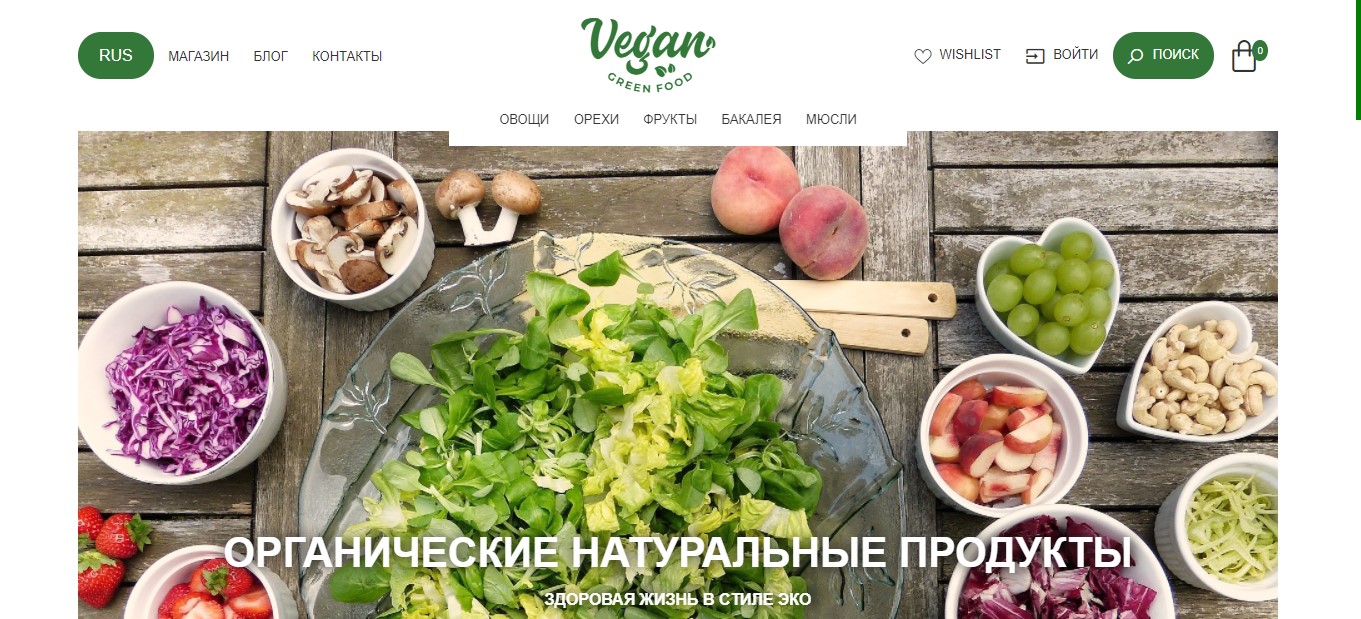 RUS МАГАЗИН БЛОГ КОНТАКТЫ
Vegan
GREEN FOOD
WISHLIST ВОЙТИ ПОИСК 0
ОВОЩИ ОРЕХИ ФРУКТЫ БАКАЛЕЯ МЮСЛИ
ОРГАНИЧЕСКИЕ НАТУРАЛЬНЫЕ ПРОДУКТЫ
ЗДОРОВАЯ ЖИЗНЬ В СТИЛЕ ЭКО